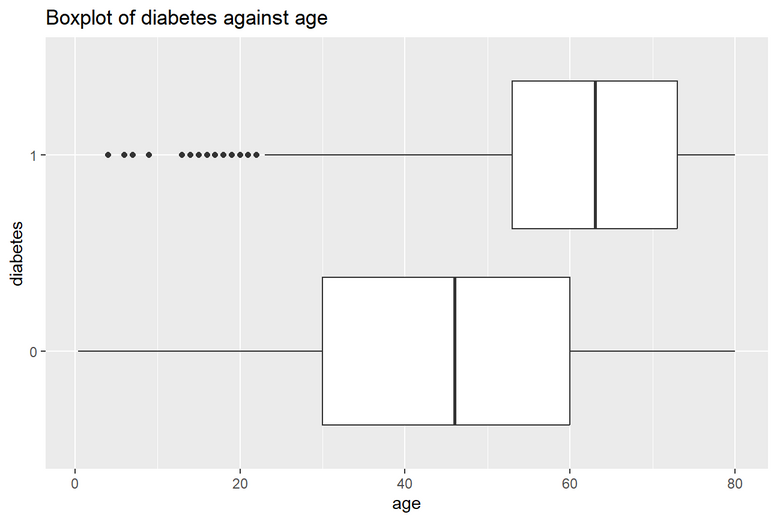 Boxplot of diabetes against age
diabetes
1
0
0 20 40 60 80
age